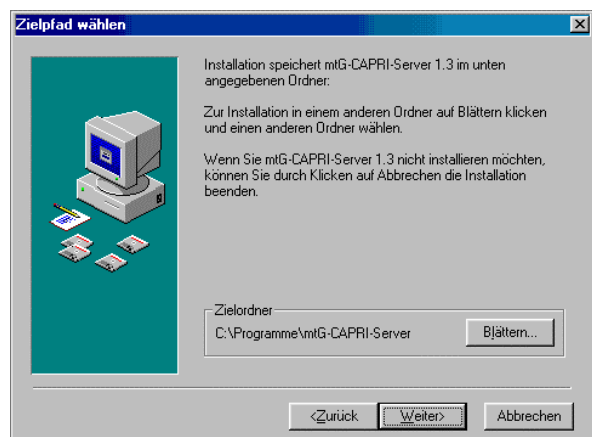 Zielpfad wählen
Installation speichert mtG-CAPRI-Server 1.3 im unten
angegebenen Ordner:
Zur Installation in einem anderen Ordner auf Blättern klicken
und einen anderen Ordner wählen.
Wenn Sie mtG-CAPRI-Server 1.3 nicht installieren möchten,
können Sie durch Klicken auf Abbrechen die Installation
beenden.
Zielordner
C:\Programme\mtG-CAPRI-Server
Blättern...
<Zurück
Weiter>
Abbrechen